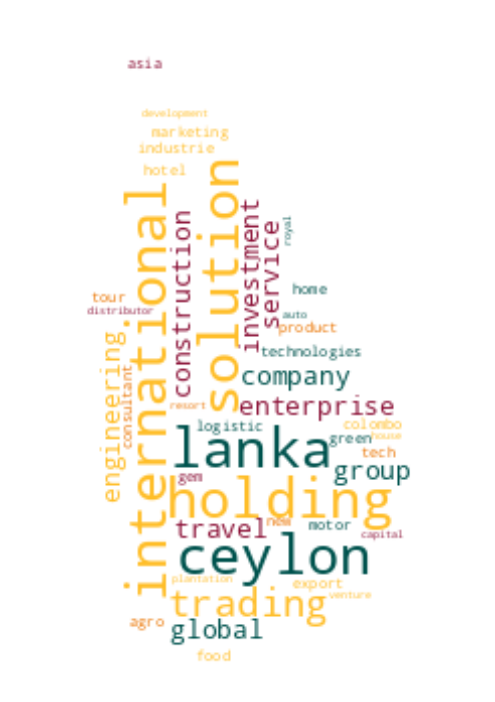 asia
development
marketing
industrie
hotel
international
solution
construction
investment
service
royal
home
tour
distributor
auto
product
engineering
consultant
technologies
company
resort
enterprise
logistic
colombo
lanka
green
house
tech
group
gem
holding
travel
new
motor
capital
ceylon
plantation
export
trading
venture
agro
global
food